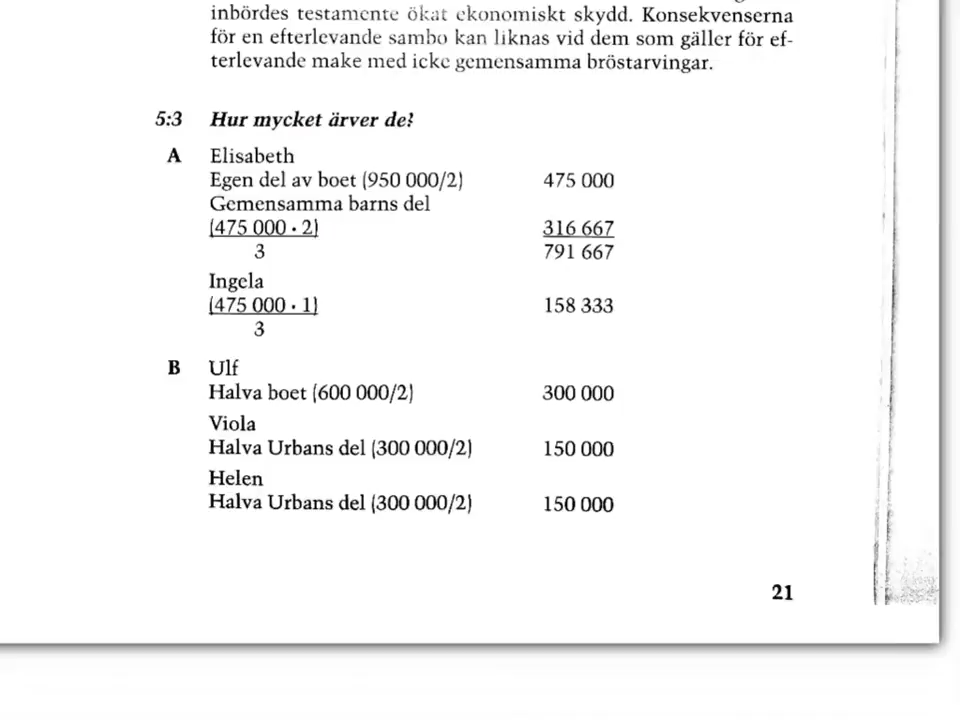 inbördes testamente ökat ekonomiskt skydd. Konsekvenserna
för en efterlevande sambo kan liknas vid dem som gäller för ef-
terlevande make med icke gemensamma bröstarvingar.
5:3 Hur mycket ärver de?
A Elisabeth
Egen del av boet (950 000/2) 475 000
Gemensamma barns del
(475 000 · 2) 316 667
3 791 667
Ingela
(475 000 · 1) 158 333
3
B Ulf
Halva boet (600 000/2) 300 000
Viola
Halva Urbans del (300 000/2) 150 000
Helen
Halva Urbans del (300 000/2) 150 000
21